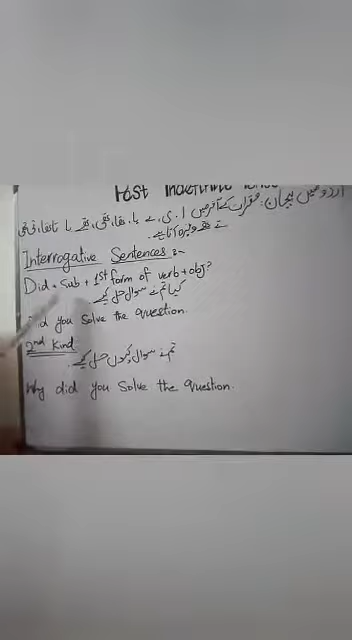 Past Indefinite Tense
اردو میں پہچان: فقرات کے آخر میں ا، ی، ے یا، تھا، تھی، تھے یا تا تھا، تی تھی
تے تھے وغیرہ آتا ہے۔
Interrogative Sentences :-
Did + Sub + 1st form of verb + obj?
کیا تم نے سوال حل کیے۔
Did you Solve the question.
2nd Kind
تم نے سوال کیوں حل کیے۔
Why did you Solve the question.